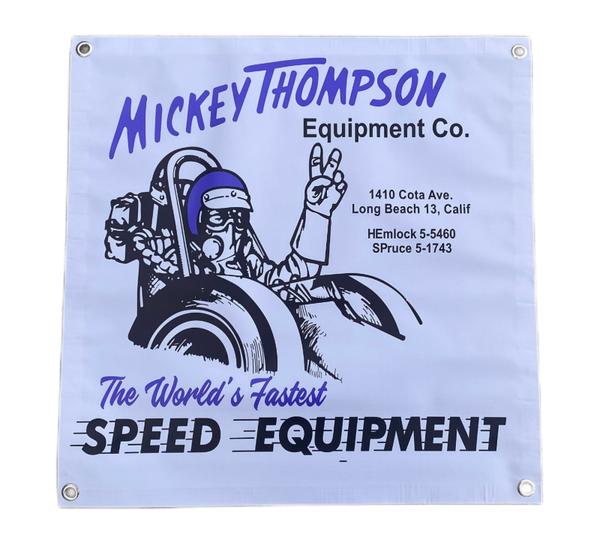 MICKEY THOMPSON
Equipment Co.
1410 Cota Ave.
Long Beach 13, Calif
HEmlock 5-5460
SPruce 5-1743
The World's Fastest
SPEED EQUIPMENT